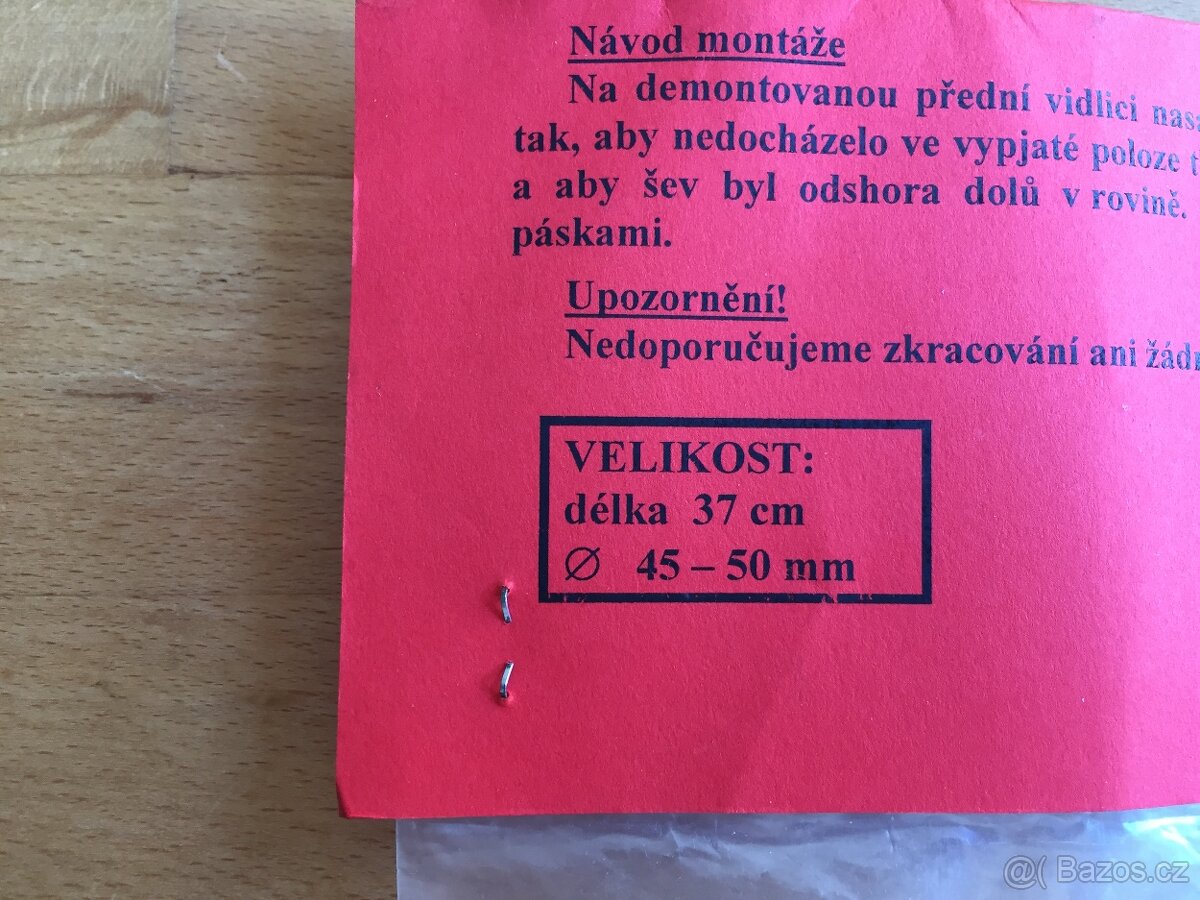 Návod montáže
Na demontovanou přední vidlici
tak, aby nedocházelo ve vypjaté poloze
a aby šev byl odshora dolů v rovině.
páskami.
Upozornění!
Nedoporučujeme zkracování ani
VELIKOST:
délka 37 cm
∅ 45 – 50 mm
@( Bazos.cz